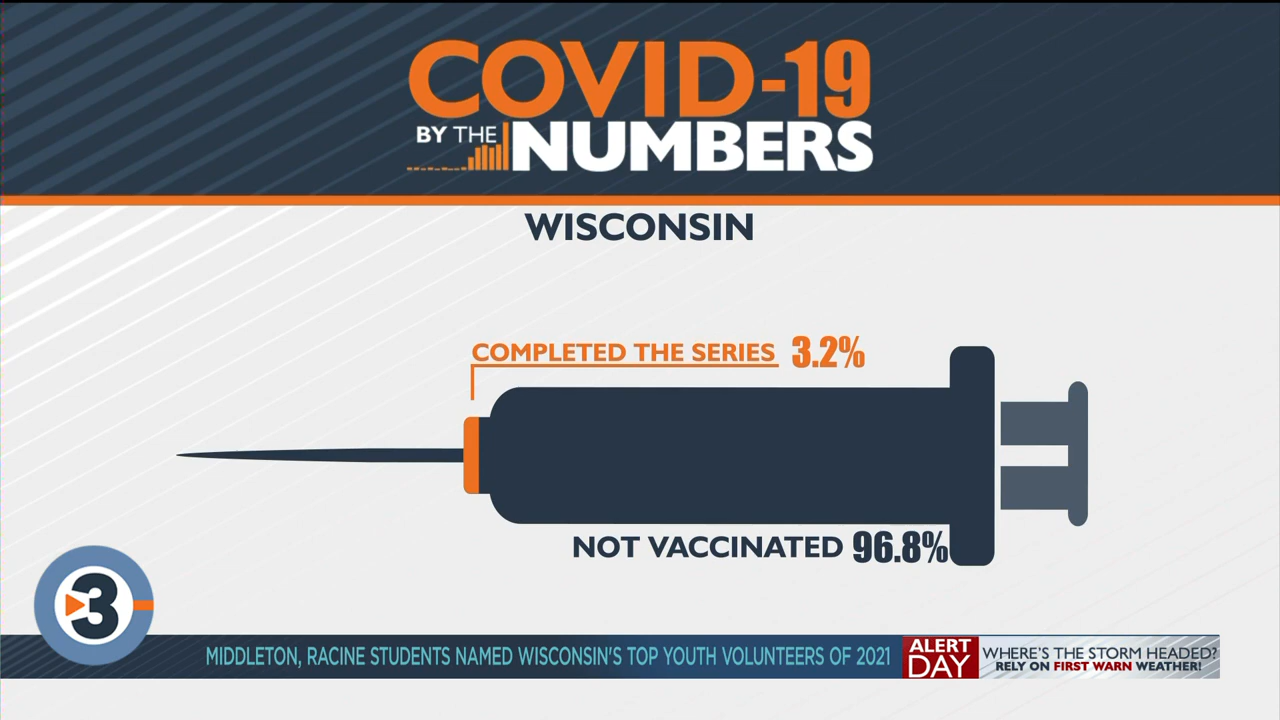 COVID-19
BY THE NUMBERS
WISCONSIN
COMPLETED THE SERIES 3.2%
NOT VACCINATED 96.8%
3
MIDDLETON, RACINE STUDENTS NAMED WISCONSIN'S TOP YOUTH VOLUNTEERS OF 2021
ALERT
DAY
WHERE'S THE STORM HEADED?
RELY ON FIRST WARN WEATHER!